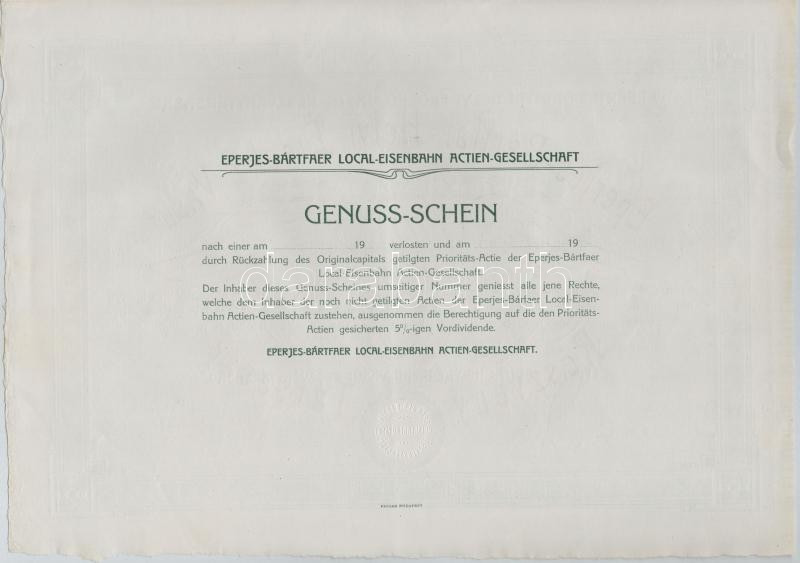 EPERJES-BÁRTFAER LOCAL-EISENBAHN ACTIEN-GESELLSCHAFT
GENUSS-SCHEIN
nach einer am 19 verlosten und am 19
durch Rückzahlung des Originalcapitals getilgten Prioritäts-Actie der Eperjes-Bártfaer
Local-Eisenbahn Actien-Gesellschaft.
Der Inhaber dieses Genuss-Scheines umseitiger Nummer geniesst alle jene Rechte,
welche dem Inhaber der noch nicht getilgten Actien der Eperjes-Bártfaer Local-Eisen-
bahn Actien-Gesellschaft zustehen, ausgenommen die Berechtigung auf die den Prioritäts-
Actien gesicherten 5%-igen Vordividende.
EPERJES-BÁRTFAER LOCAL-EISENBAHN ACTIEN-GESELLSCHAFT.
darabanth